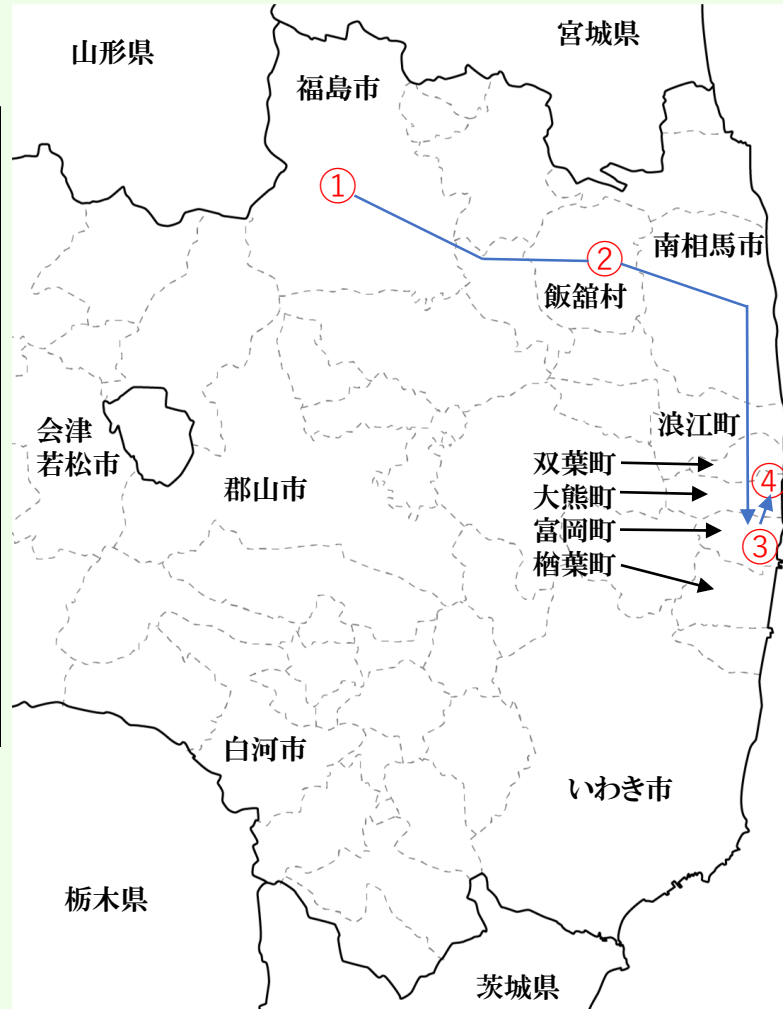 山形県
宮城県
福島市
①
②
南相馬市
飯舘村
浪江町
会津
若松市
双葉町
④
郡山市
大熊町
富岡町
③
楢葉町
白河市
いわき市
栃木県
茨城県